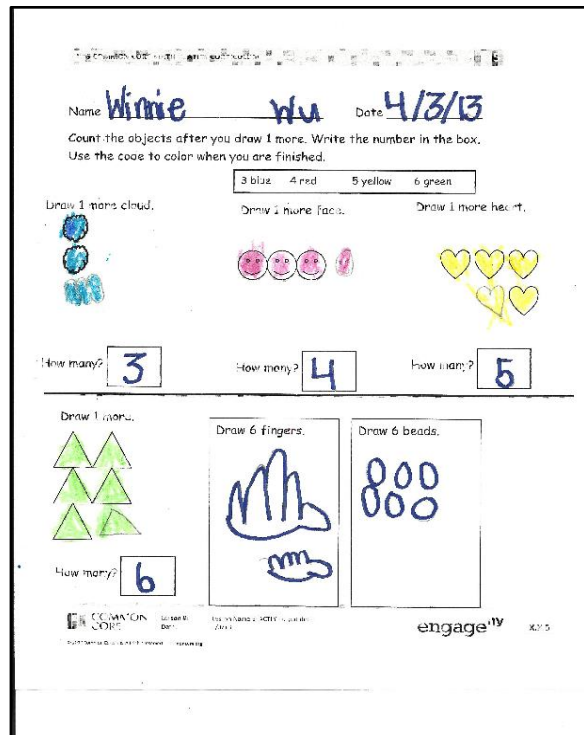 Name Winnie Wu Date 4/3/13
Count the objects after you draw 1 more. Write the number in the box.
Use the code to color when you are finished.
3 blue 4 red 5 yellow 6 green
Draw 1 more cloud. Draw 1 more face. Draw 1 more heart.
How many? 3 How many? 4 How many? 5
Draw 1 more. Draw 6 fingers. Draw 6 beads.
How many? 6
COMMON
CORE
engage ny